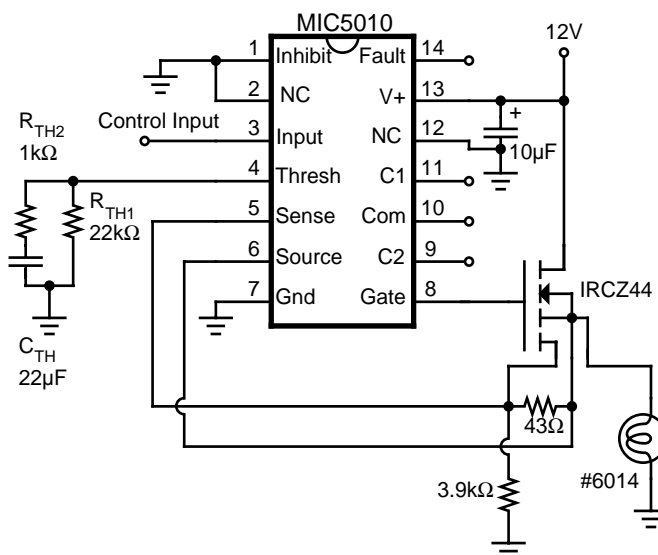 MIC5010
12V
1 Inhibit Fault 14
2 NC V+ 13
+
RTH2
1kΩ
Control Input
3 Input NC 12
10µF
4 Thresh C1 11
RTH1
22kΩ
5 Sense Com 10
6 Source C2 9
7 Gnd Gate 8
IRCZ44
CTH
22µF
43Ω
3.9kΩ
#6014